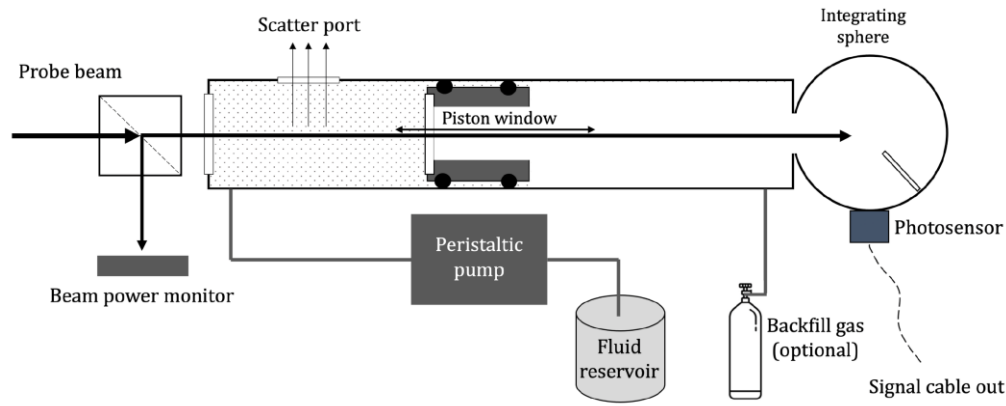 Scatter port
Integrating
sphere
Probe beam
Piston window
Peristaltic
pump
Photosensor
Beam power monitor
Fluid
reservoir
Backfill gas
(optional)
Signal cable out